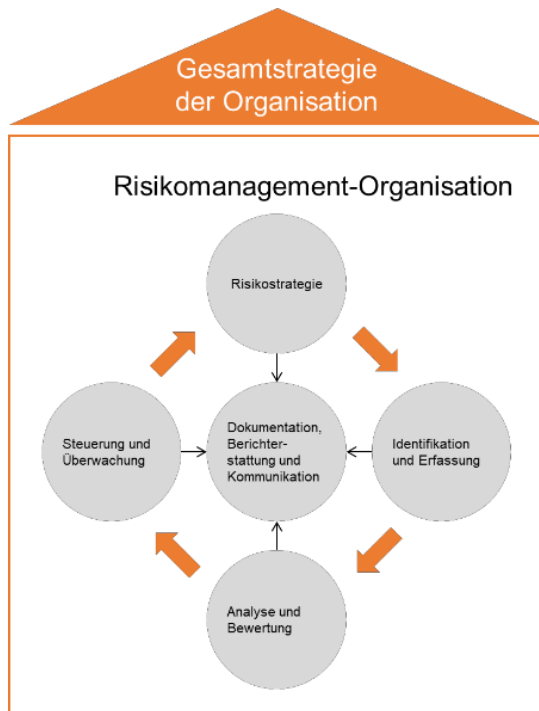 Gesamtstrategie
der Organisation
Risikomanagement-Organisation
Risikostrategie
Steuerung und
Überwachung
Dokumentation,
Berichter-
stattung und
Kommunikation
Identifikation
und Erfassung
Analyse und
Bewertung